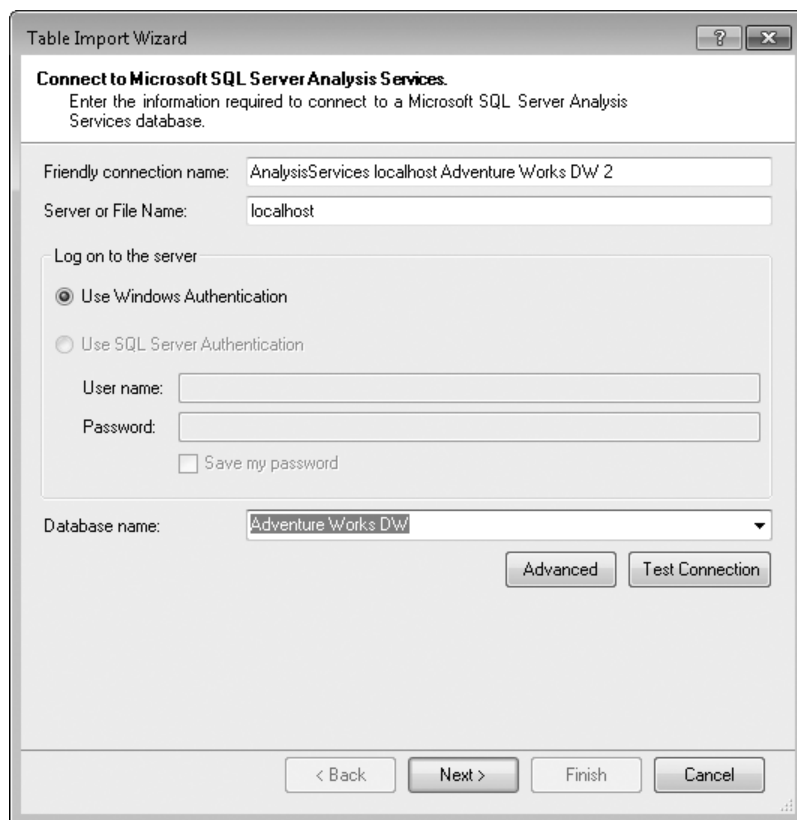 Table Import Wizard
?
Connect to Microsoft SQL Server Analysis Services.
Enter the information required to connect to a Microsoft SQL Server Analysis
Services database.
Friendly connection name: AnalysisServices localhost Adventure Works DW 2
Server or File Name: localhost
Log on to the server
Use Windows Authentication
Use SQL Server Authentication
User name:
Password:
Save my password
Database name: Adventure Works DW
Advanced Test Connection
< Back Next > Finish Cancel